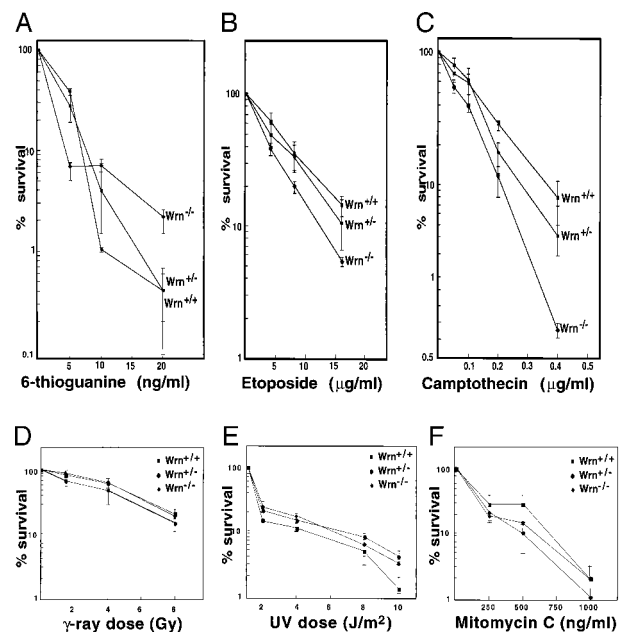 A
100
10
1
0.1
% survival
5
10
15
20
6-thioguanine (ng/ml)
Wrn-/-
Wrn+/-
Wrn+/+
B
100
10
1
% survival
5
10
15
20
Etoposide (µg/ml)
Wrn+/+
Wrn+/-
Wrn-/-
C
100
10
1
0.5
% survival
0.1
0.2
0.3
0.4
0.5
Camptothecin (µg/ml)
Wrn+/+
Wrn+/-
Wrn-/-
D
100
10
1
% survival
2
4
γ-ray dose (Gy)
Wrn+/+
Wrn+/-
Wrn-/-
E
100
10
1
% survival
2
4
6
8
10
UV dose (J/m2)
Wrn+/+
Wrn+/-
Wrn-/-
F
100
10
1
% survival
250
500
750
1000
Mitomycin C (ng/ml)
Wrn+/+
Wrn+/-
Wrn-/-